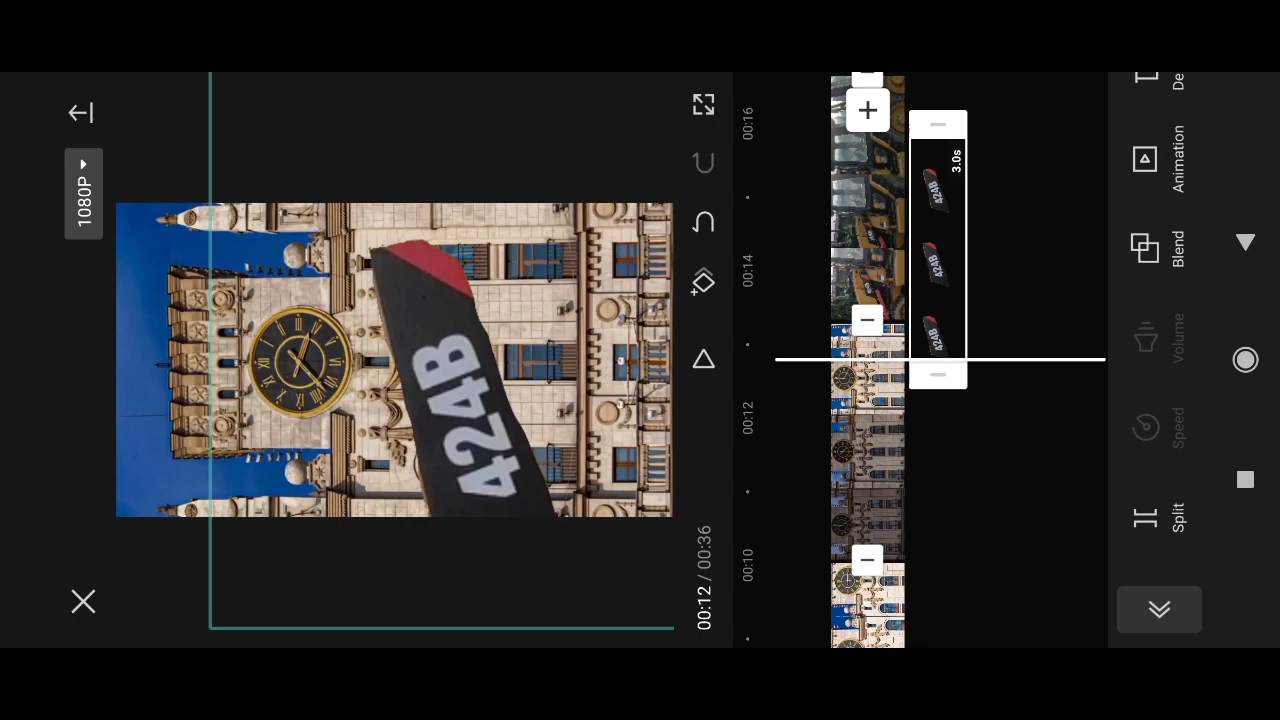 1080P
424B
00:12 / 00:36
00:10
00:12
00:14
00:16
3.0s
424B
424B
424B
Split
Speed
Volume
Blend
Animation
De